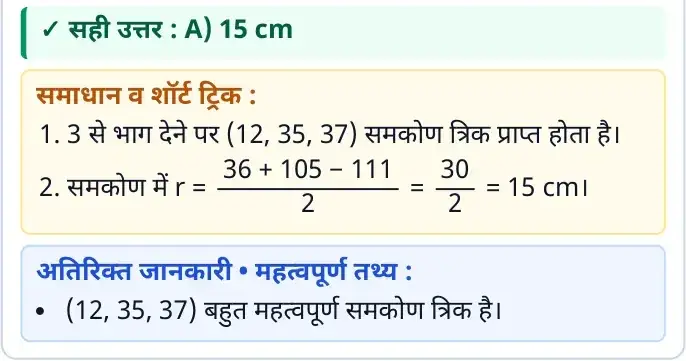 ✓ सही उत्तर : A) 15 cm
समाधान व शॉर्ट ट्रिक :
1. 3 से भाग देने पर (12, 35, 37) समकोण त्रिक प्राप्त होता है।
2. समकोण में r = (36 + 105 − 111)/2 = 30/2 = 15 cm।
अतिरिक्त जानकारी • महत्वपूर्ण तथ्य :
• (12, 35, 37) बहुत महत्वपूर्ण समकोण त्रिक है।